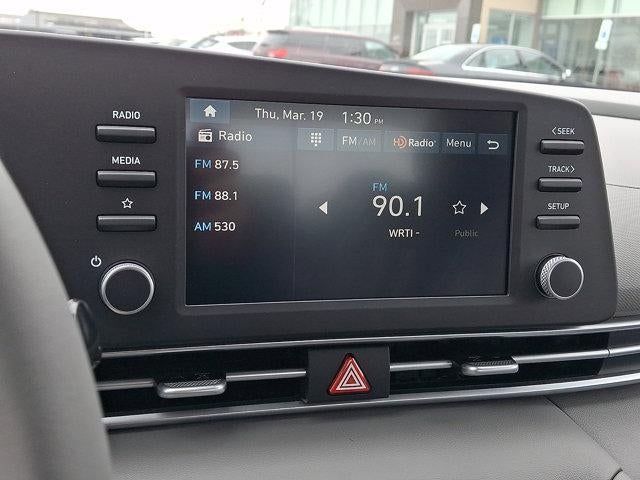 RADIO
MEDIA
Thu, Mar. 19 1:30 PM
Radio
FM/AM HD Radio Menu
FM 87.5
FM 88.1
AM 530
FM
90.1
WRTI -
Public
< SEEK
TRACK >
SETUP